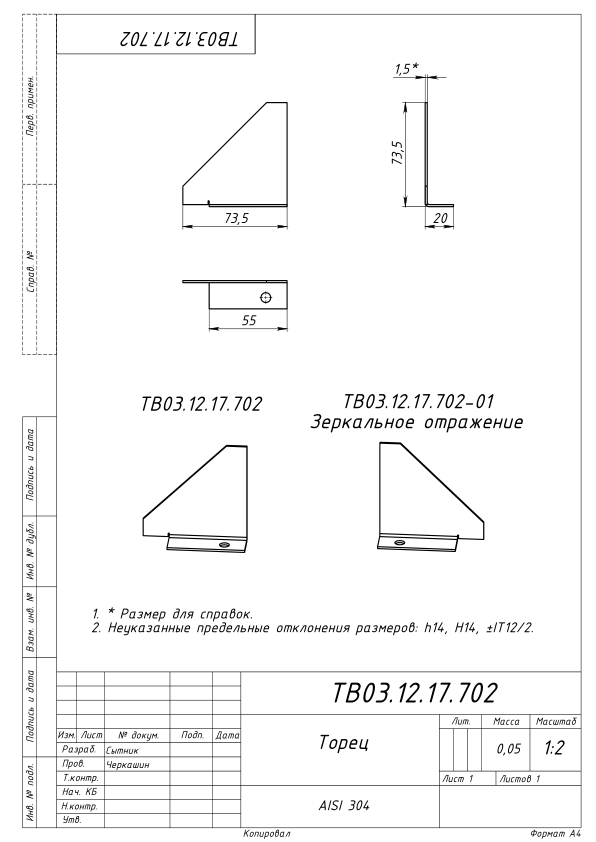 ТВ03.12.17.702
Перв. примен.
Справ. №
Подпись и дата
Инв. № дубл.
Взам. инв. №
Подпись и дата
Инв. № подл.
1,5*
73,5
73,5
20
55
ТВ03.12.17.702
ТВ03.12.17.702-01
Зеркальное отражение
1. * Размер для справок.
2. Неуказанные предельные отклонения размеров: h14, H14, ±IT12/2.
ТВ03.12.17.702
Изм. Лист № докум. Подп. Дата
Разраб. Сытник
Пров. Черкашин
Т.контр.
Нач. КБ
Н.контр.
Утв.
Торец
Лит. Масса Масштаб
0,05 1:2
Лист 1 Листов 1
AISI 304
Копировал Формат А4